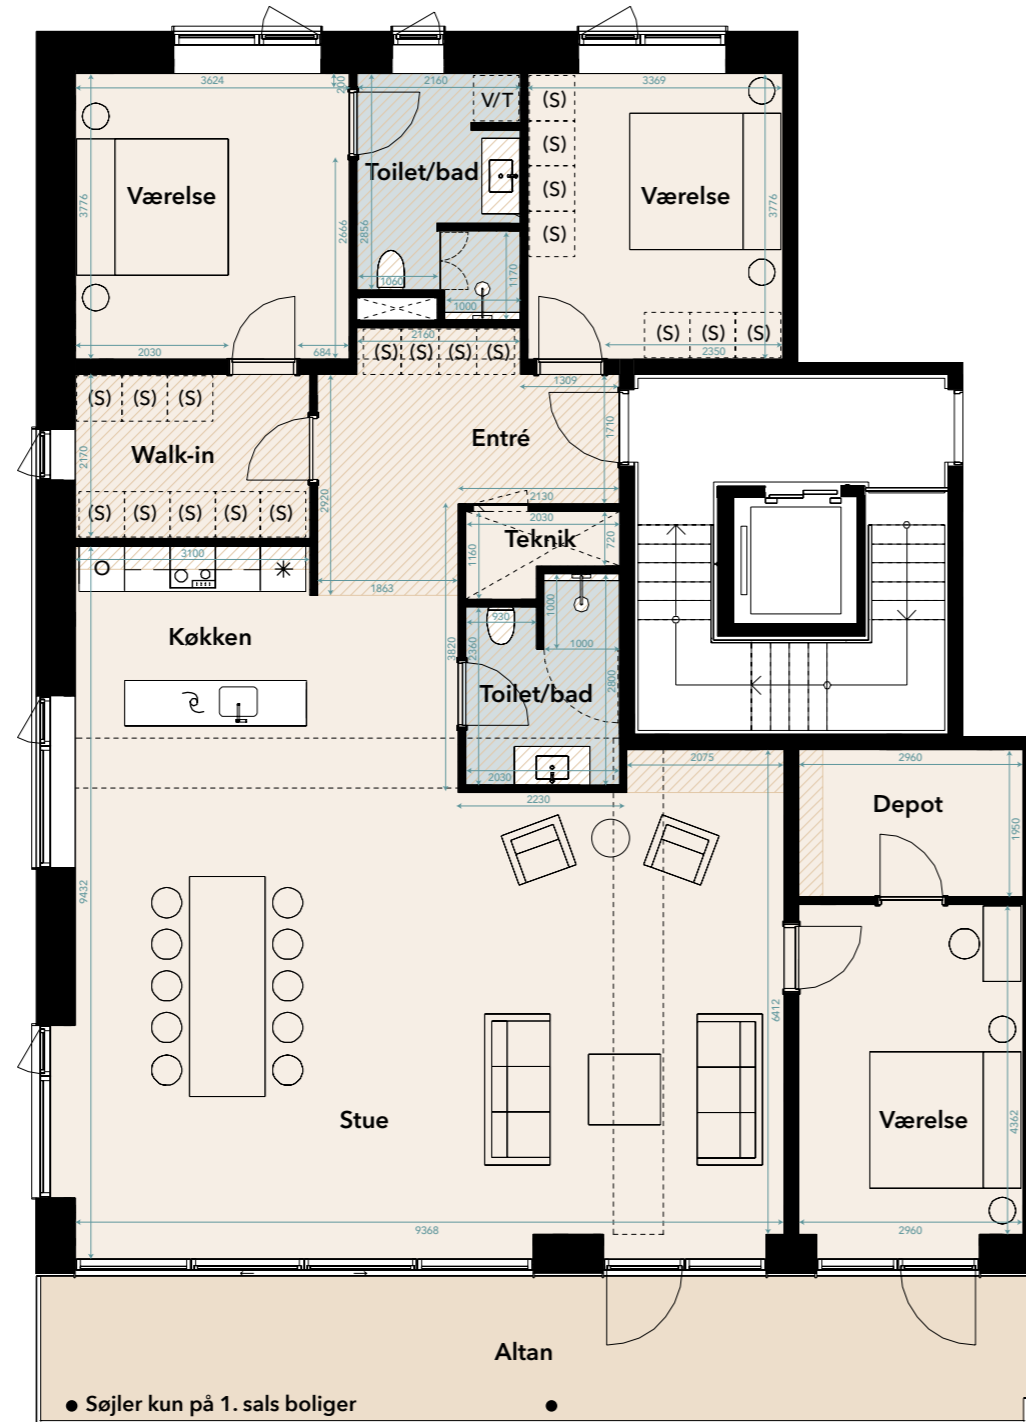 3624
200
2160
3369
V/T
(S)
(S)
(S)
(S)
Værelse
3776
2666
Toilet/bad
2856
Værelse
3776
1060
1170
1000
2030
684
2160
(S) (S) (S) (S)
(S) (S) (S)
2350
1309
(S) (S) (S)
Walk-in
2170
Entré
1710
2920
2130
(S) (S) (S) (S) (S)
2030
Teknik
1160
720
3100
1863
930
1000
1000
Køkken
3820
2360
Toilet/bad
2800
2030
2230
2075
2960
Depot
1950
9432
6412
Stue
Værelse
4362
9368
2960
Altan
Søjler kun på 1. sals boliger